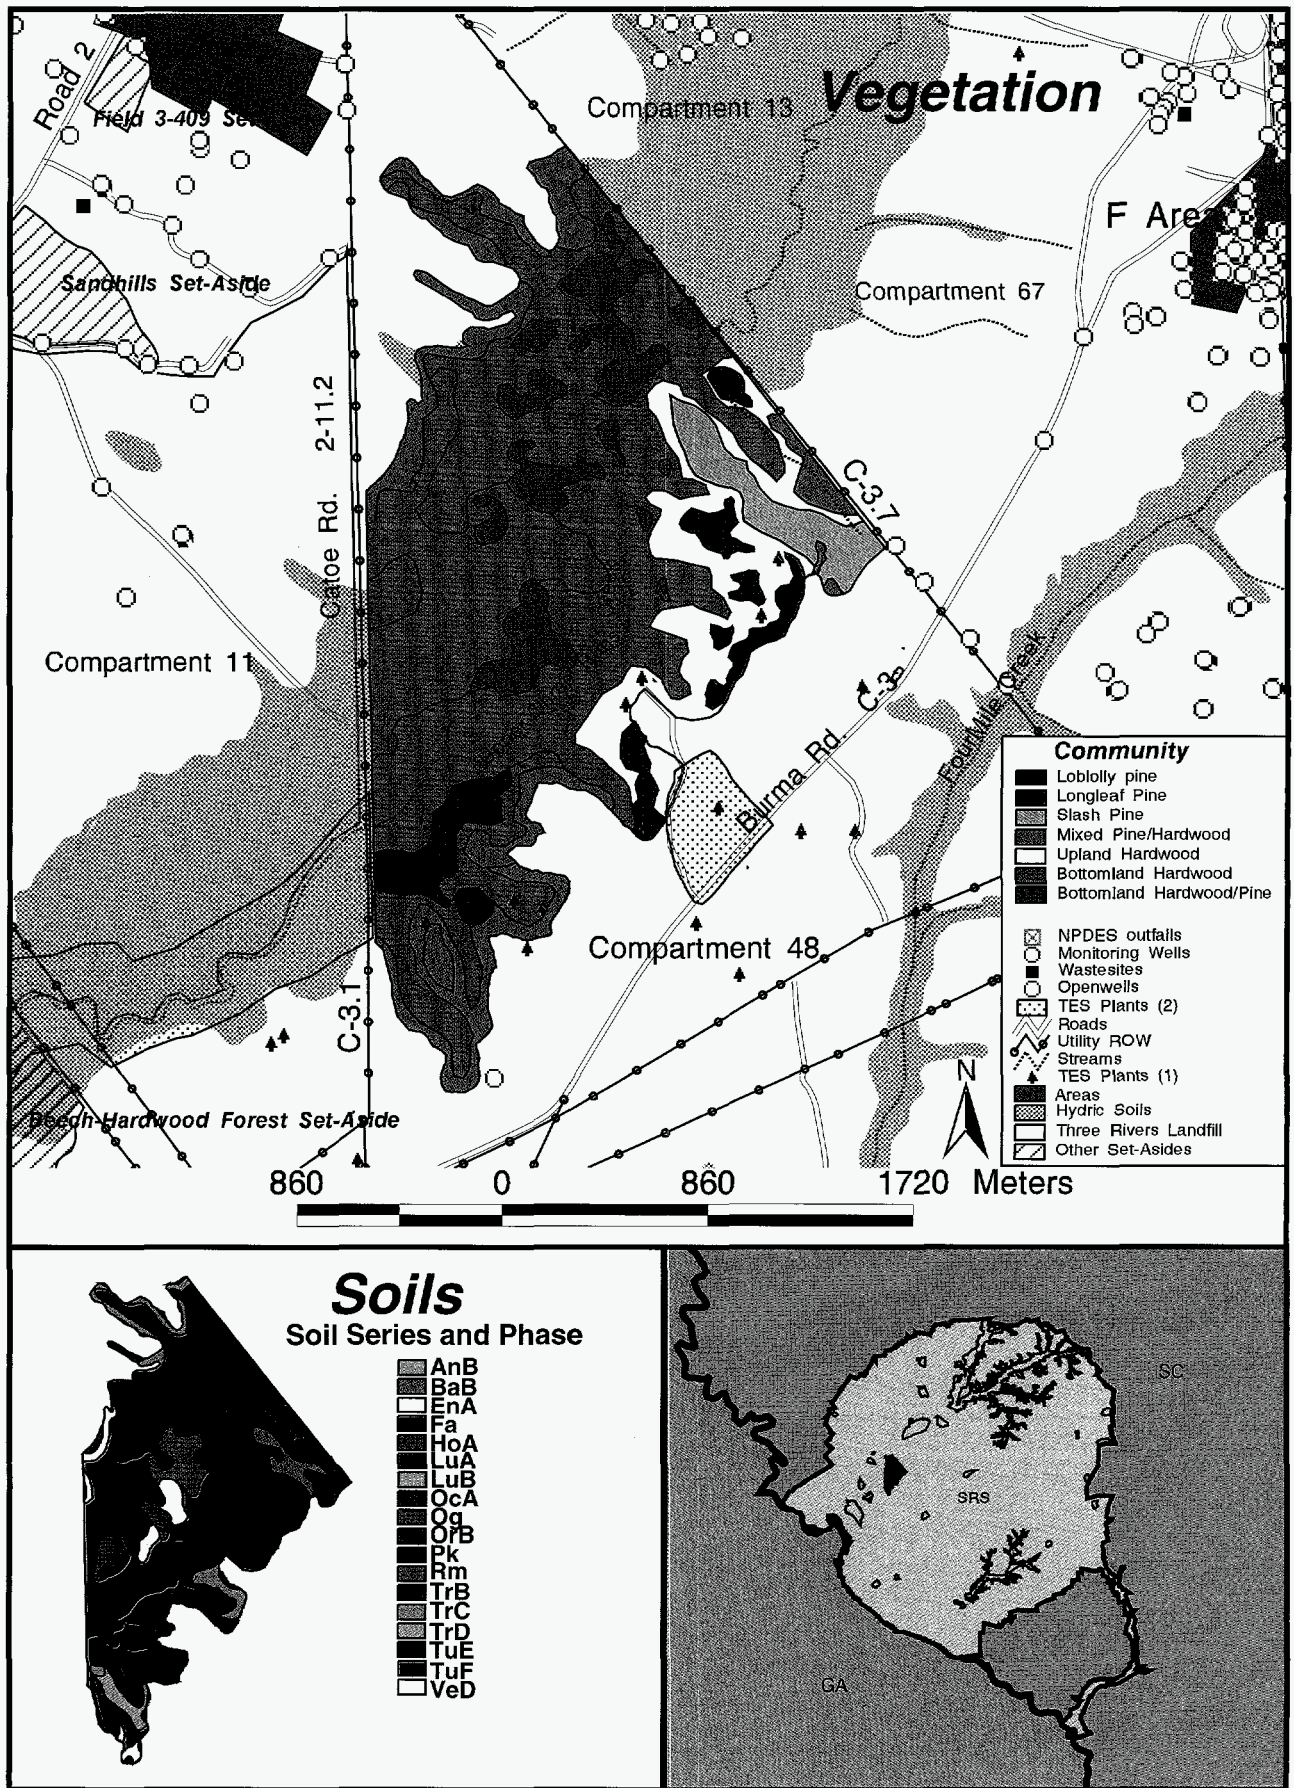 Vegetation
Road 2
Field 3-409 Set
Compartment 13
F Area
Sandhills Set-Aside
Compartment 67
2-11.2
Catoe Rd.
C-3.7
Compartment 11
C-3.
FourMile Creek
Burma Rd.
Compartment 48
C-3.1
Beech-Hardwood Forest Set-Aside
N
Community
Loblolly pine
Longleaf Pine
Slash Pine
Mixed Pine/Hardwood
Upland Hardwood
Bottomland Hardwood
Bottomland Hardwood/Pine
NPDES outfalls
Monitoring Wells
Wastesites
Openwells
TES Plants (2)
Roads
Utility ROW
Streams
TES Plants (1)
Areas
Hydric Soils
Three Rivers Landfill
Other Set-Asides
860 0 860 1720 Meters
Soils
Soil Series and Phase
AnB
BaB
EnA
Fa
HoA
LuA
LuB
OcA
Og
OrB
Pk
Rm
TrB
TrC
TrD
TuE
TuF
VeD
SC
SRS
GA